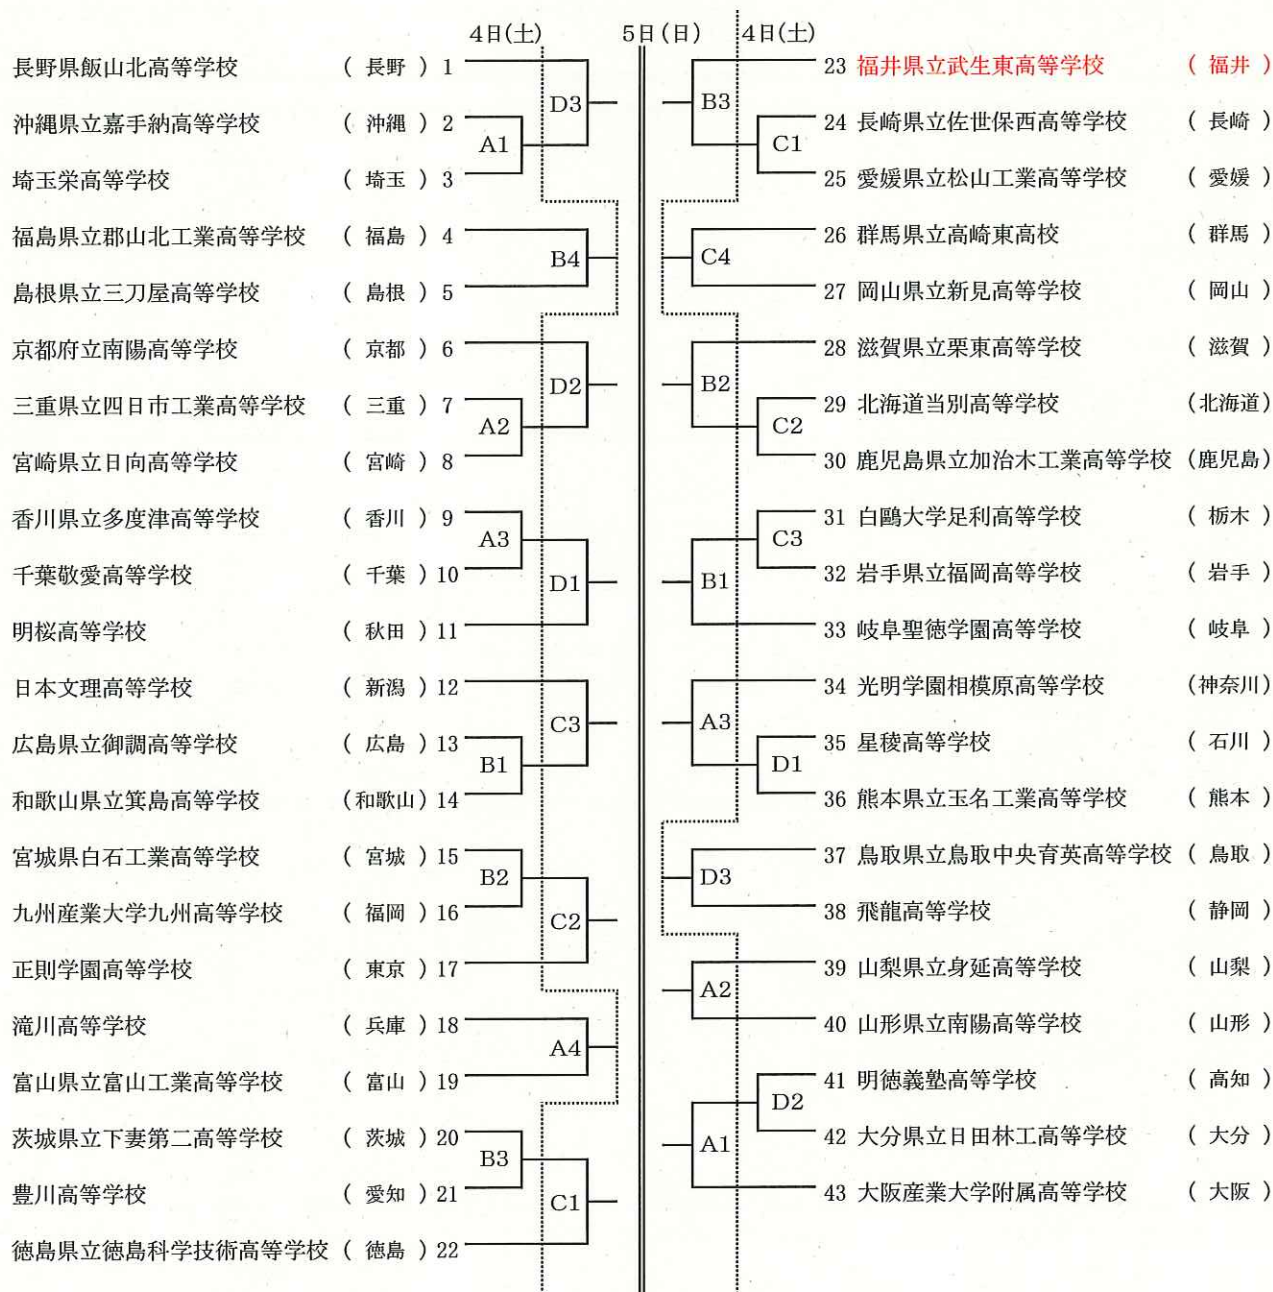 4日(土) 5日(日) 4日(土)
長野県飯山北高等学校 ( 長野 ) 1
沖縄県立嘉手納高等学校 ( 沖縄 ) 2
埼玉栄高等学校 ( 埼玉 ) 3
福島県立郡山北工業高等学校 ( 福島 ) 4
島根県立三刀屋高等学校 ( 島根 ) 5
京都府立南陽高等学校 ( 京都 ) 6
三重県立四日市工業高等学校 ( 三重 ) 7
宮崎県立日向高等学校 ( 宮崎 ) 8
香川県立多度津高等学校 ( 香川 ) 9
千葉敬愛高等学校 ( 千葉 ) 10
明桜高等学校 ( 秋田 ) 11
日本文理高等学校 ( 新潟 ) 12
広島県立御調高等学校 ( 広島 ) 13
和歌山県立箕島高等学校 (和歌山) 14
宮城県白石工業高等学校 ( 宮城 ) 15
九州産業大学九州高等学校 ( 福岡 ) 16
正則学園高等学校 ( 東京 ) 17
滝川高等学校 ( 兵庫 ) 18
富山県立富山工業高等学校 ( 富山 ) 19
茨城県立下妻第二高等学校 ( 茨城 ) 20
豊川高等学校 ( 愛知 ) 21
徳島県立徳島科学技術高等学校 ( 徳島 ) 22
D3
A1
B4
D2
A2
A3
D1
C3
B1
B2
C2
A4
B3
C1
B3
C1
C4
B2
C2
C3
B1
A3
D1
D3
A2
D2
A1
23 福井県立武生東高等学校 ( 福井 )
24 長崎県立佐世保西高等学校 ( 長崎 )
25 愛媛県立松山工業高等学校 ( 愛媛 )
26 群馬県立高崎東高校 ( 群馬 )
27 岡山県立新見高等学校 ( 岡山 )
28 滋賀県立栗東高等学校 ( 滋賀 )
29 北海道当別高等学校 (北海道)
30 鹿児島県立加治木工業高等学校 (鹿児島)
31 白鷗大学足利高等学校 ( 栃木 )
32 岩手県立福岡高等学校 ( 岩手 )
33 岐阜聖徳学園高等学校 ( 岐阜 )
34 光明学園相模原高等学校 (神奈川)
35 星稜高等学校 ( 石川 )
36 熊本県立玉名工業高等学校 ( 熊本 )
37 鳥取県立鳥取中央育英高等学校 ( 鳥取 )
38 飛龍高等学校 ( 静岡 )
39 山梨県立身延高等学校 ( 山梨 )
40 山形県立南陽高等学校 ( 山形 )
41 明徳義塾高等学校 ( 高知 )
42 大分県立日田林工高等学校 ( 大分 )
43 大阪産業大学附属高等学校 ( 大阪 )